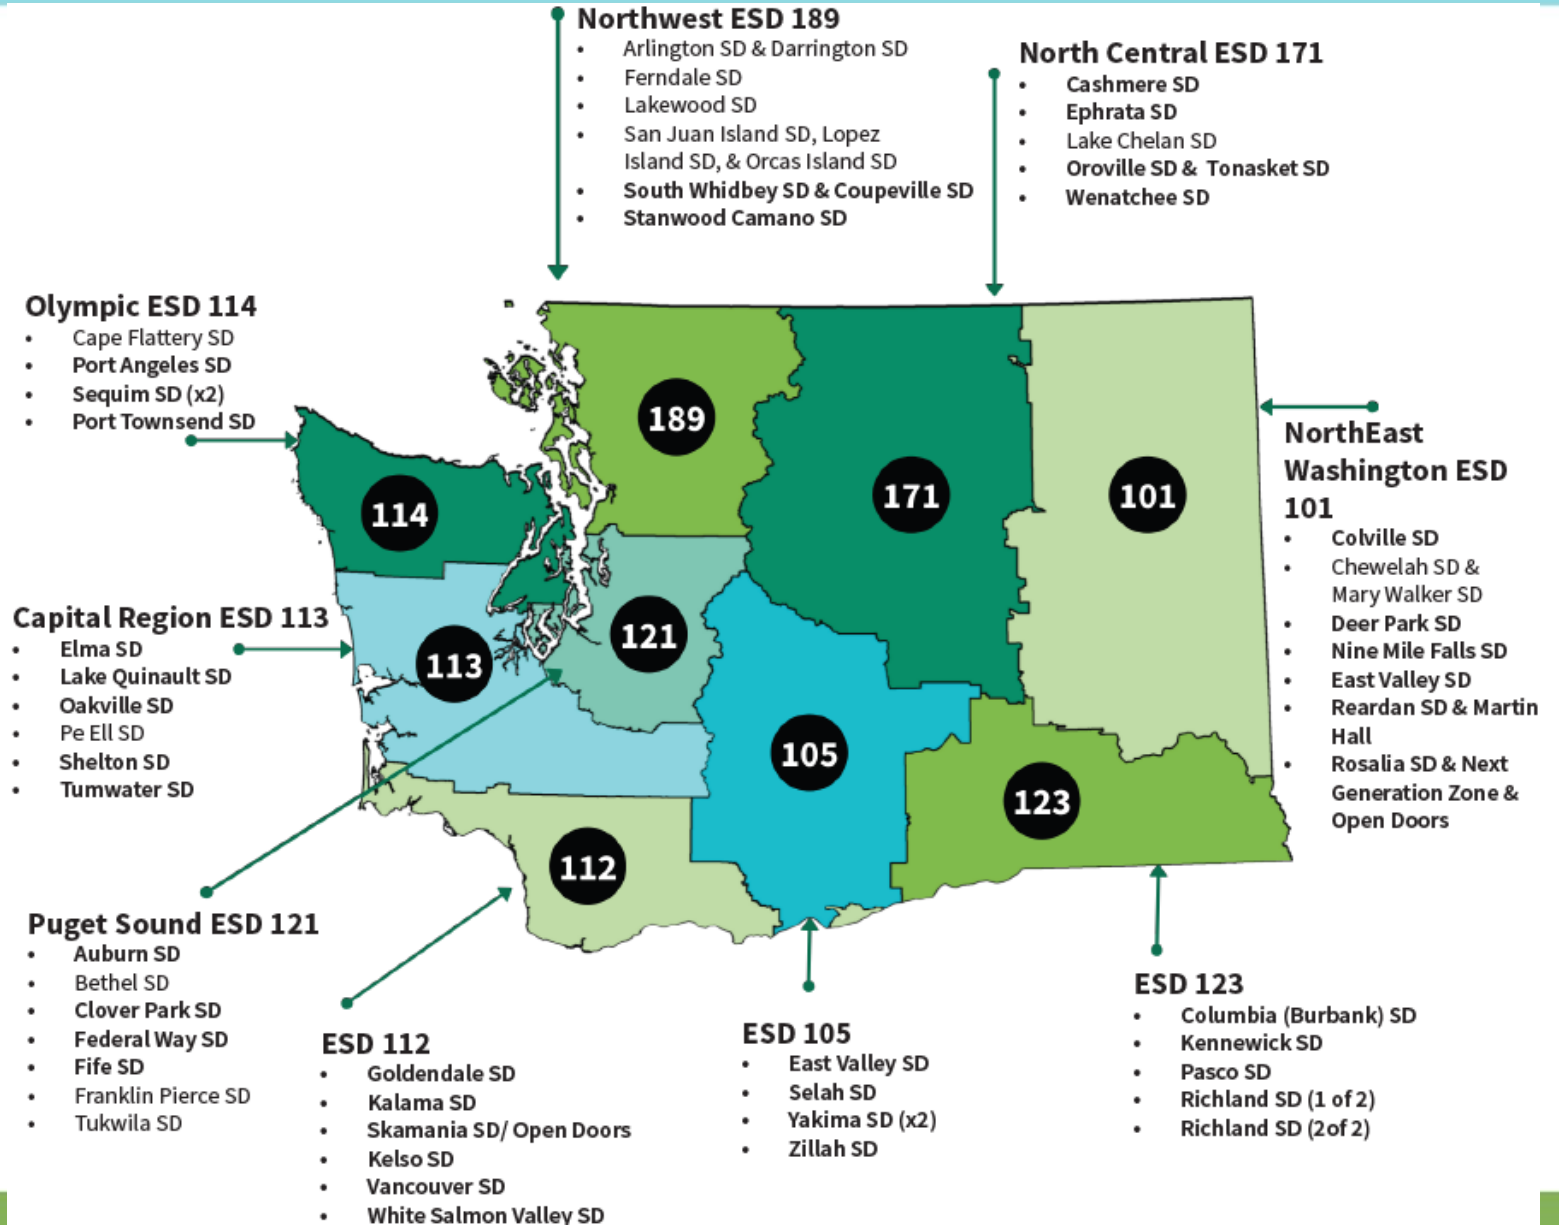 Northwest ESD 189
• Arlington SD & Darrington SD
• Ferndale SD
• Lakewood SD
• San Juan Island SD, Lopez
Island SD, & Orcas Island SD
• South Whidbey SD & Coupeville SD
• Stanwood Camano SD
North Central ESD 171
• Cashmere SD
• Ephrata SD
• Lake Chelan SD
• Oroville SD & Tonasket SD
• Wenatchee SD
Olympic ESD 114
• Cape Flattery SD
• Port Angeles SD
• Sequim SD (x2)
• Port Townsend SD
189
114
171
101
NorthEast
Washington ESD
101
• Colville SD
• Chewelah SD &
Mary Walker SD
• Deer Park SD
• Nine Mile Falls SD
• East Valley SD
• Reardan SD & Martin
Hall
• Rosalia SD & Next
Generation Zone &
Open Doors
Capital Region ESD 113
• Elma SD
• Lake Quinault SD
• Oakville SD
• Pe Ell SD
• Shelton SD
• Tumwater SD
113
121
105
123
112
Puget Sound ESD 121
• Auburn SD
• Bethel SD
• Clover Park SD
• Federal Way SD
• Fife SD
• Franklin Pierce SD
• Tukwila SD
ESD 112
• Goldendale SD
• Kalama SD
• Skamania SD/ Open Doors
• Kelso SD
• Vancouver SD
• White Salmon Valley SD
ESD 105
• East Valley SD
• Selah SD
• Yakima SD (x2)
• Zillah SD
ESD 123
• Columbia (Burbank) SD
• Kennewick SD
• Pasco SD
• Richland SD (1 of 2)
• Richland SD (2of 2)